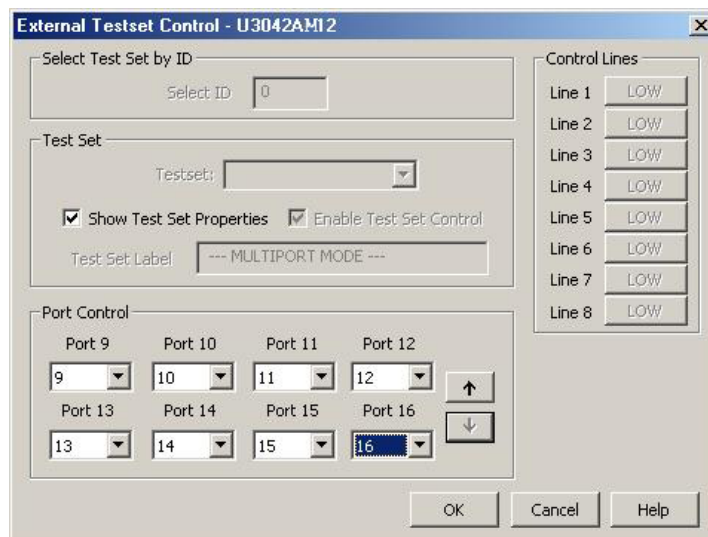 External Testset Control - U3042AM12
Select Test Set by ID
Select ID 0
Test Set
Testset:
Show Test Set Properties Enable Test Set Control
Test Set Label --- MULTIPORT MODE ---
Control Lines
Line 1 LOW
Line 2 LOW
Line 3 LOW
Line 4 LOW
Line 5 LOW
Line 6 LOW
Line 7 LOW
Line 8 LOW
Port Control
Port 9 Port 10 Port 11 Port 12
9 10 11 12
Port 13 Port 14 Port 15 Port 16
13 14 15 16
OK Cancel Help